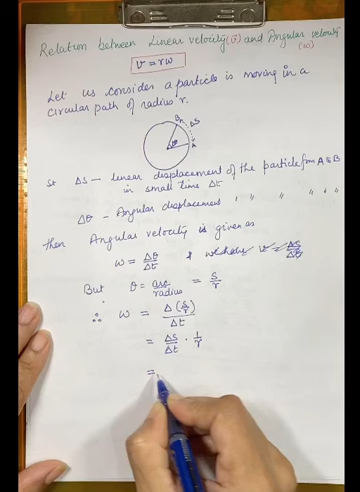 Relation between Linear velocity (v⃗) and Angular velocity (ω)
v = rω
Let us consider a particle is moving in a
circular path of radius r.
B ΔS
Δθ A
ΔS — linear displacement of the particle from A to B
in small time Δt
Δθ - Angular displacement " " " " "
then Angular velocity is given as
ω = Δθ/Δt & v = ΔS/Δt
But θ = arc/radius = S/r
∴ ω = Δ(S/r)/Δt
= ΔS/Δt · 1/r
=